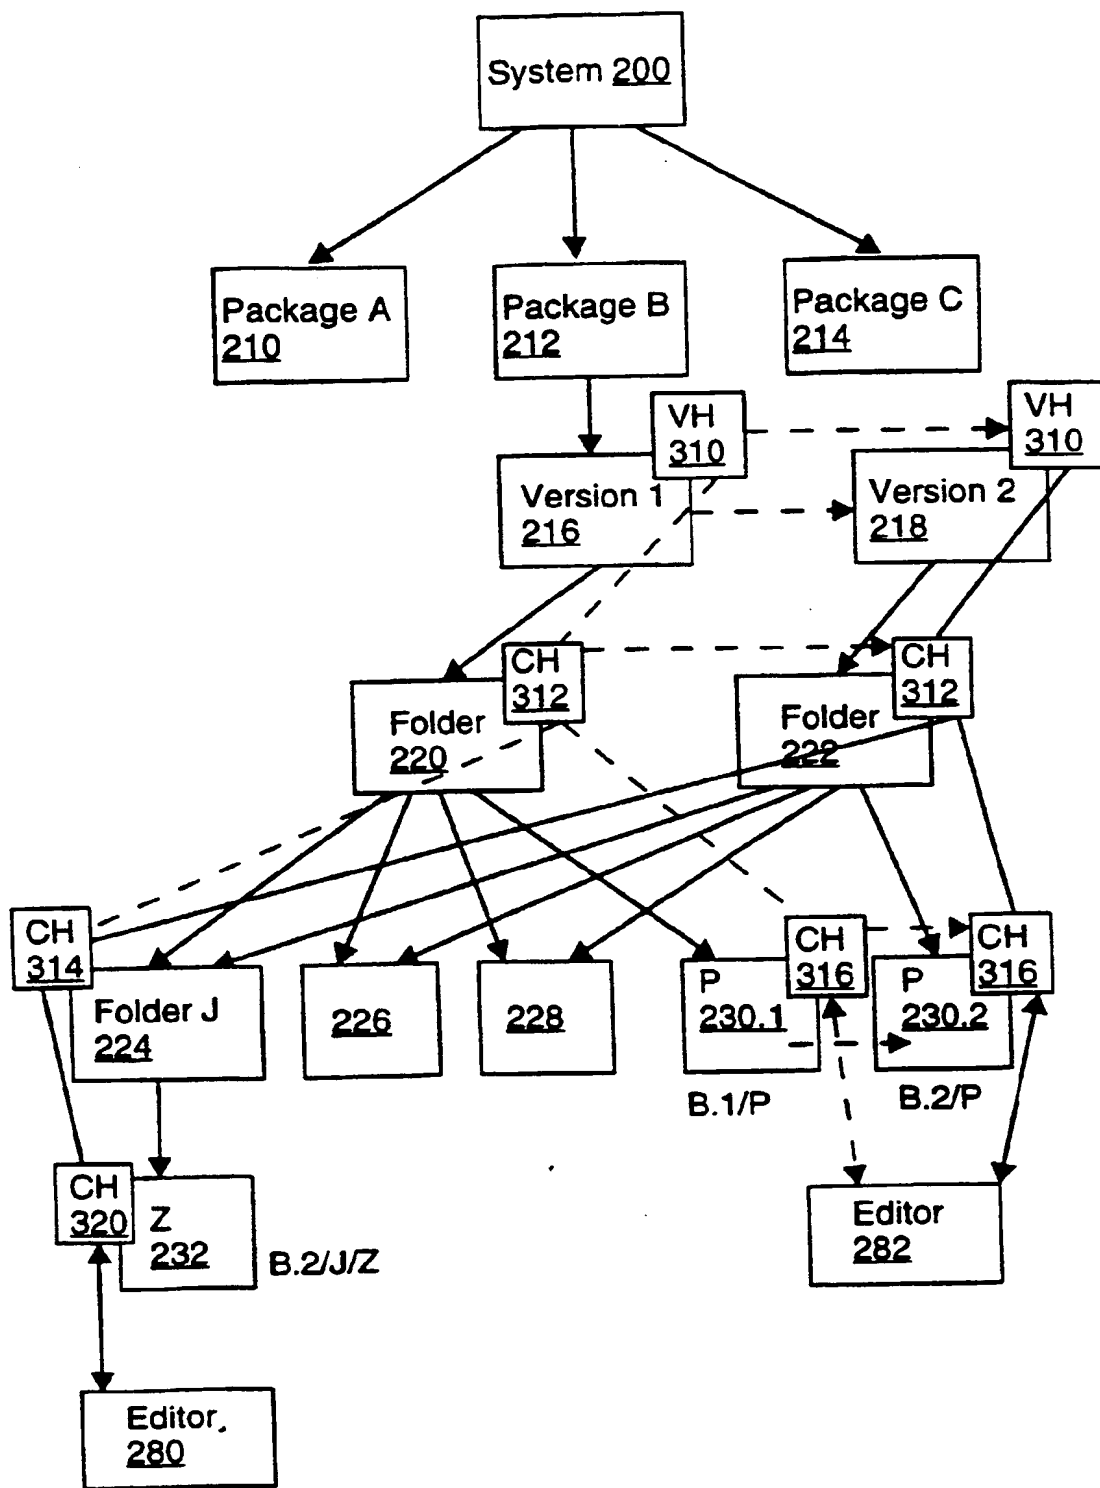 System 200
Package A
210
Package B
212
Package C
214
VH
310
VH
310
Version 1
216
Version 2
218
CH
312
CH
312
Folder
220
Folder
222
CH
314
CH
316
CH
316
Folder J
224
226
228
P
230.1
P
230.2
B.1/P
B.2/P
CH
320
Z
232
B.2/J/Z
Editor
282
Editor
280